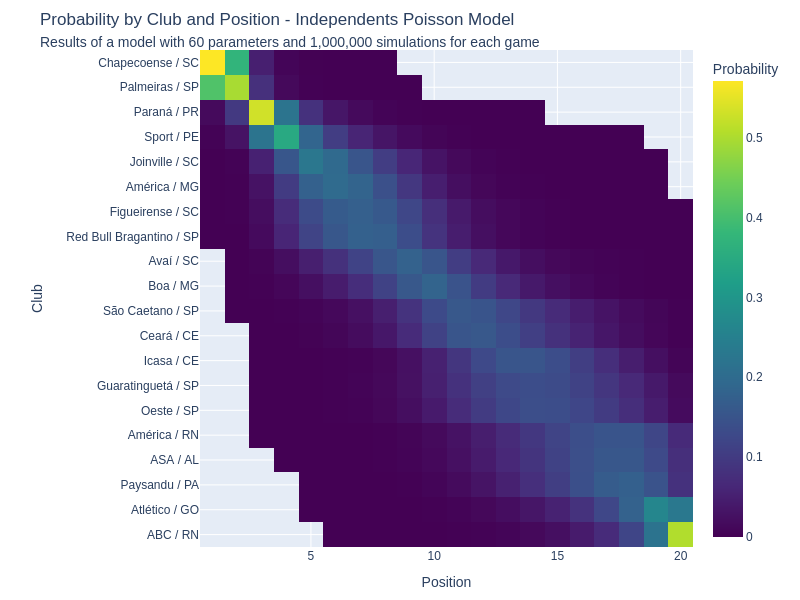 Probability by Club and Position - Independents Poisson Model
Results of a model with 60 parameters and 1,000,000 simulations for each game
Probability
Chapecoense / SC
Palmeiras / SP
Paraná / PR
Sport / PE
Joinville / SC
América / MG
Figueirense / SC
Red Bull Bragantino / SP
Avaí / SC
Boa / MG
São Caetano / SP
Ceará / CE
Icasa / CE
Guaratinguetá / SP
Oeste / SP
América / RN
ASA / AL
Paysandu / PA
Atlético / GO
ABC / RN
Club
0.5
0.4
0.3
0.2
0.1
0
5
10
15
20
Position